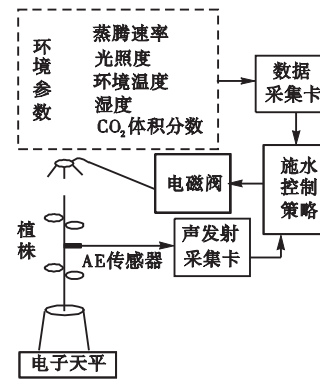 环境参数
蒸腾速率
光照度
环境温度
湿度
CO₂体积分数
数据
采集卡
施水
控制
策略
电磁阀
声发射
采集卡
植株
AE传感器
电子天平